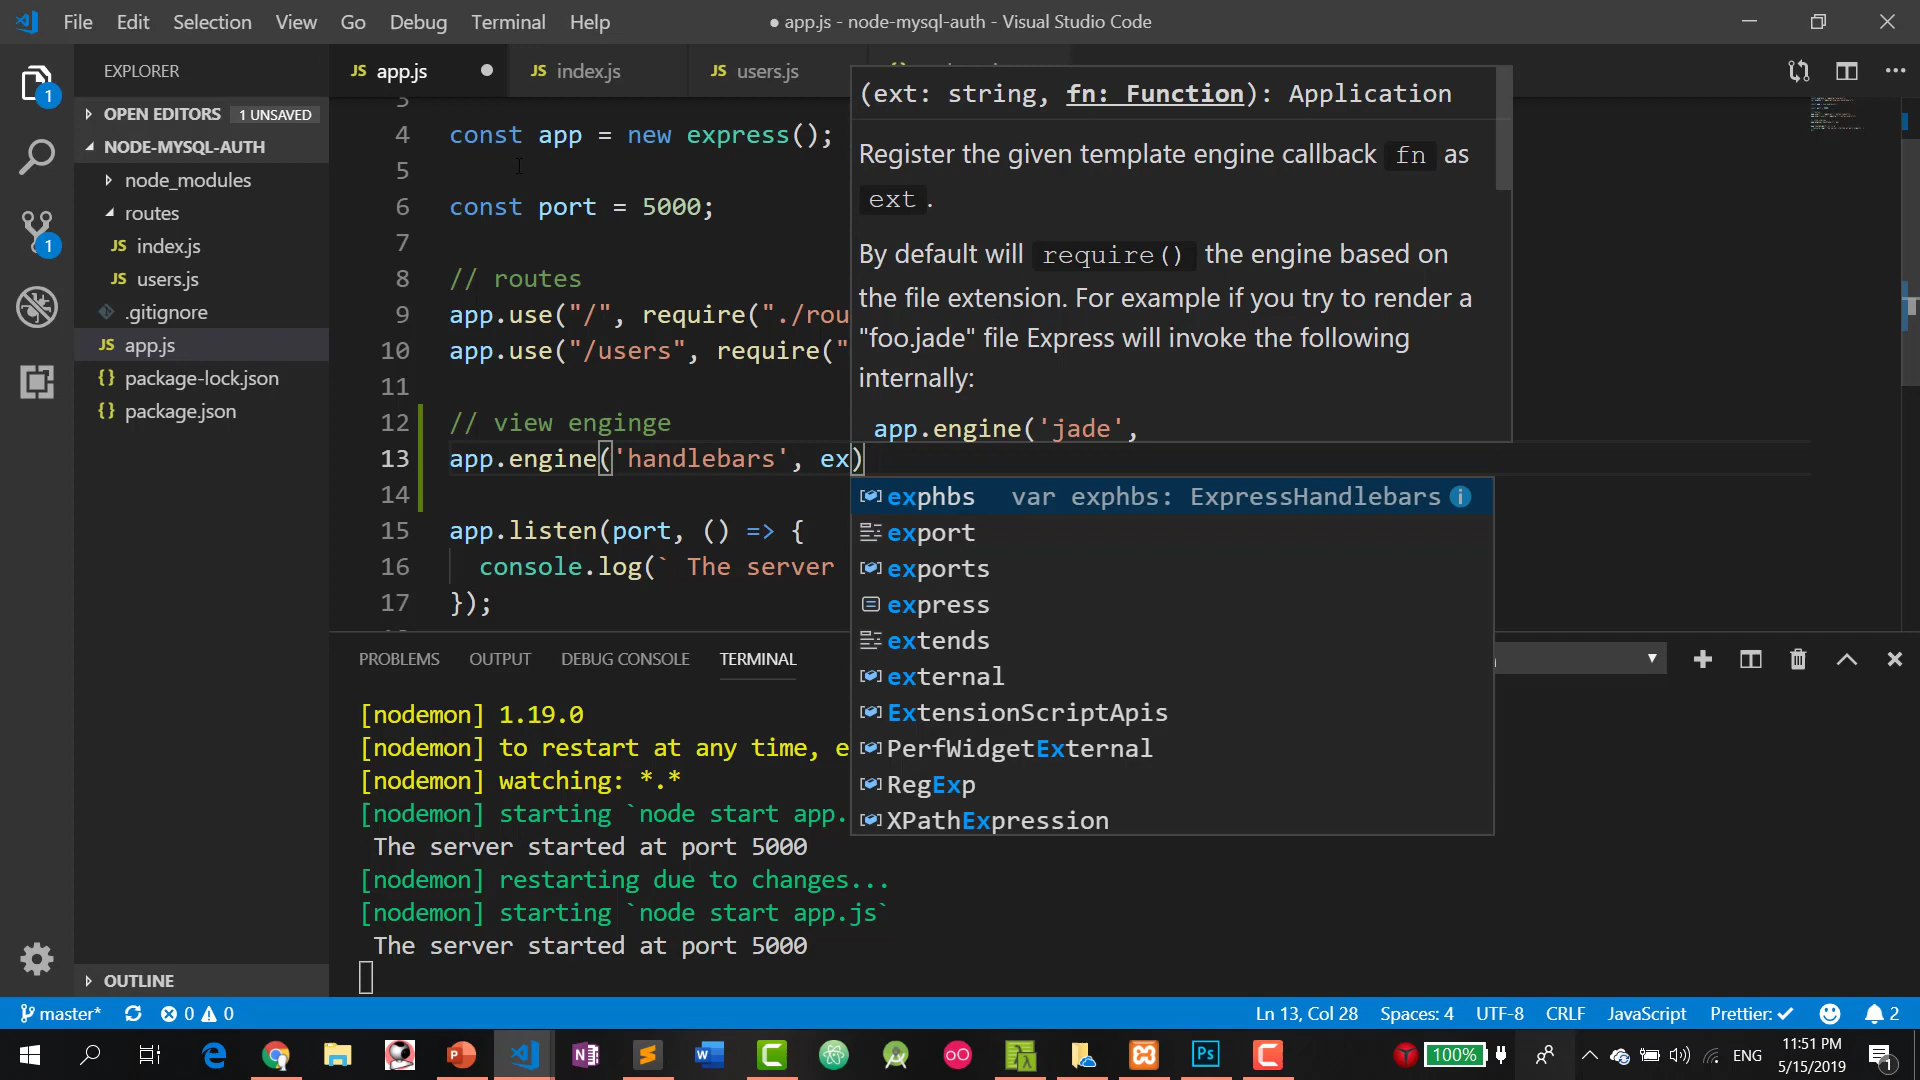 File Edit Selection View Go Debug Terminal Help
● app.js - node-mysql-auth - Visual Studio Code
EXPLORER
OPEN EDITORS 1 UNSAVED
NODE-MYSQL-AUTH
node_modules
routes
JS index.js
JS users.js
.gitignore
JS app.js
{} package-lock.json
{} package.json
OUTLINE
1
1
JS app.js
JS index.js
JS users.js
3
4 const app = new express();
5
6 const port = 5000;
7
8 // routes
9 app.use("/", require("./rou
10 app.use("/users", require("
11
12 // view enginge
13 app.engine('handlebars', ex)
14
15 app.listen(port, () => {
16 console.log(` The server
17 });
(ext: string, fn: Function): Application
Register the given template engine callback fn as
ext.
By default will require() the engine based on
the file extension. For example if you try to render a
"foo.jade" file Express will invoke the following
internally:
app.engine('jade',
exphbs var exphbs: ExpressHandlebars
export
exports
express
extends
external
ExtensionScriptApis
PerfWidgetExternal
RegExp
XPathExpression
PROBLEMS OUTPUT DEBUG CONSOLE TERMINAL
[nodemon] 1.19.0
[nodemon] to restart at any time, e
[nodemon] watching: *.*
[nodemon] starting `node start app.
The server started at port 5000
[nodemon] restarting due to changes...
[nodemon] starting `node start app.js`
The server started at port 5000
master* 0 0 Ln 13, Col 28 Spaces: 4 UTF-8 CRLF JavaScript Prettier: ✓ 2
100% ENG 11:51 PM
5/15/2019
1